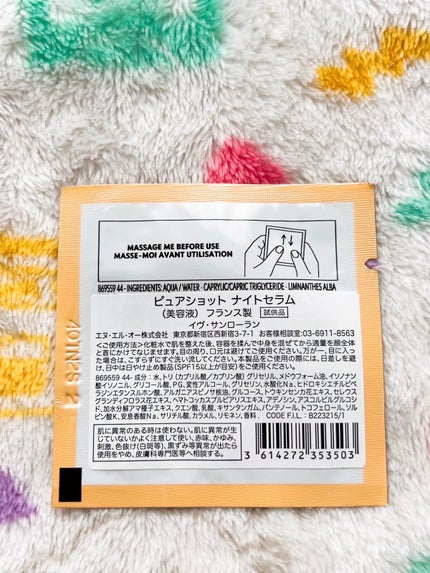 MASSAGE ME BEFORE USE
MASSE-MOI AVANT UTILISATION
869559 44 - INGREDIENTS: AQUA / WATER · CAPRYLIC/CAPRIC TRIGLYCERIDE · LIMNANTHES ALBA
ピュアショット ナイトセラム
(美容液) フランス製 試供品
イヴ・サンローラン
エヌ・エル・オー株式会社 東京都新宿区西新宿3-7-1 お客様相談室:03-6911-8563
<ご使用方法>化粧水で肌を整えた後、容器を揉んで中身を混ぜてから適量を顔全体
と首にかけてなじませます。目の周り、口元は避けてご使用下さい。万が一、目に入っ
た場合は、こすらずにすぐ洗い流してください。本製品をご使用の際には、日差しを避
け、日中は日やけ止め製品(SPF15以上が目安)をご使用ください。
869559 44 - 成分:水、トリ(カプリル酸/カプリン酸)グリセリル、メドウフォーム油、イソノナン
酸イソノニル、グリコール酸、PG、変性アルコール、グリセリン、水酸化Na、ヒドロキシエチルピペ
ラジンエタンスルホン酸、アルガニアスピノサ核油、グルコース、トウキンセンカ花エキス、セレウス
グランディフロラス花エキス、ヘマトコッカスプルビアリスエキス、アデノシン、アスコルビルグルコシ
ド、加水分解アマ種子エキス、クエン酸、乳酸、キサンタンガム、パンテノール、トコフェロール、ソル
ビン酸K、安息香酸Na、サリチル酸、カラメル、リモネン、香料 CODE F.I.L. : B223215/1
肌に異常のある時は使わない。肌に異常が生
じていないかよく注意して使い、赤味、かゆみ、
刺激、色抜け(白斑等)、黒ずみ等異常が出たら
使用をやめ、皮膚科専門医等へ相談する。
3 614272 353503